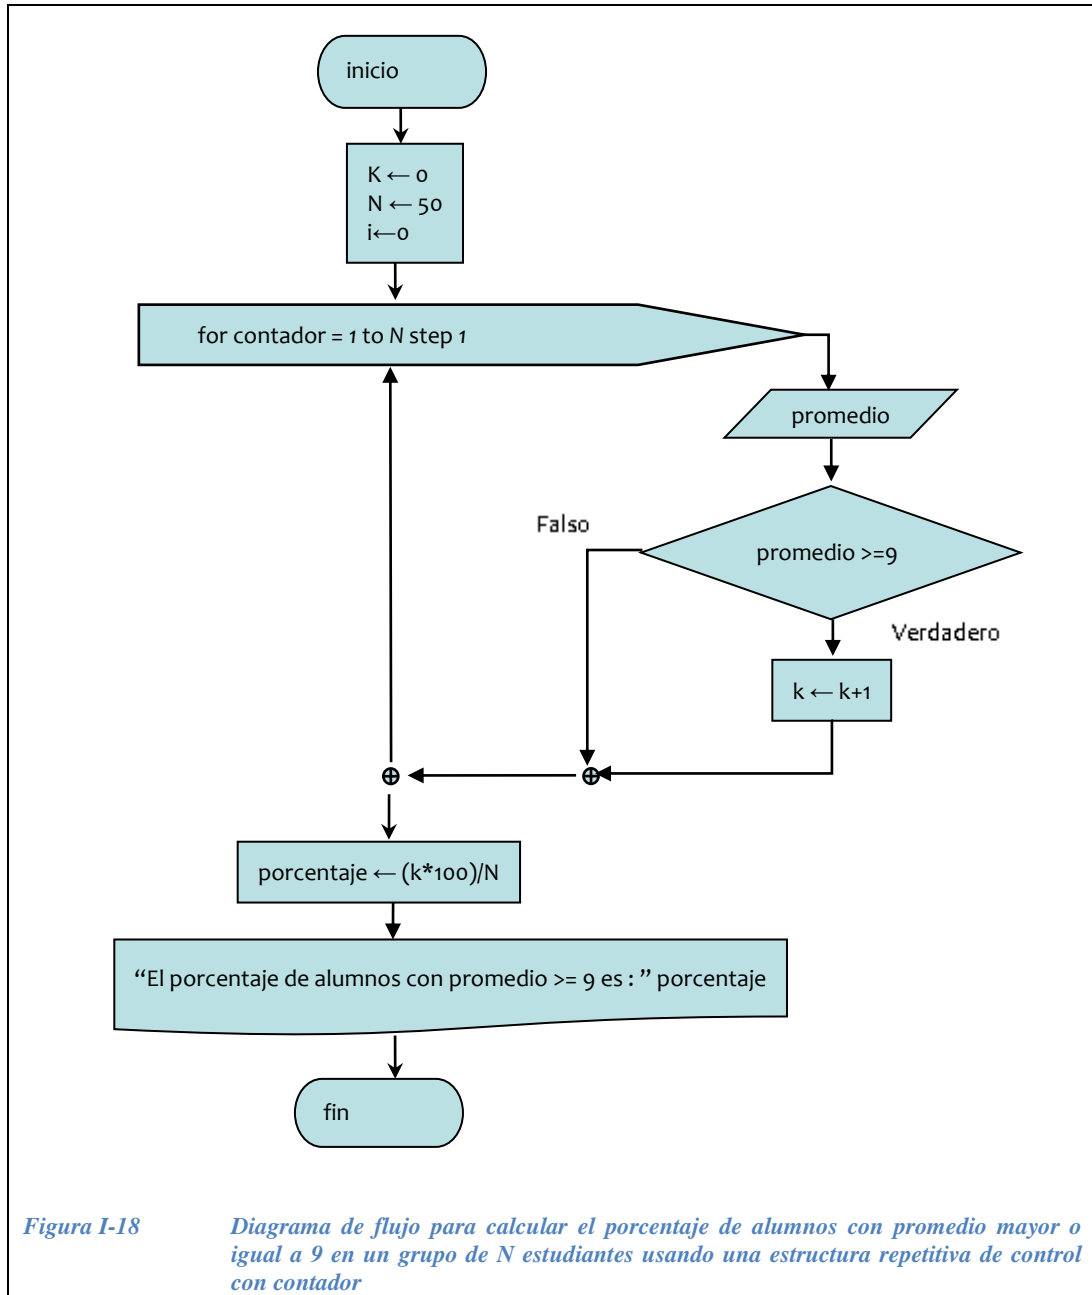 inicio
K ← 0
N ← 50
i←0
for contador = 1 to N step 1
promedio
Falso
promedio >=9
Verdadero
k ← k+1
porcentaje ← (k*100)/N
“El porcentaje de alumnos con promedio >= 9 es : ” porcentaje
fin
Figura I-18 Diagrama de flujo para calcular el porcentaje de alumnos con promedio mayor o
igual a 9 en un grupo de N estudiantes usando una estructura repetitiva de control
con contador